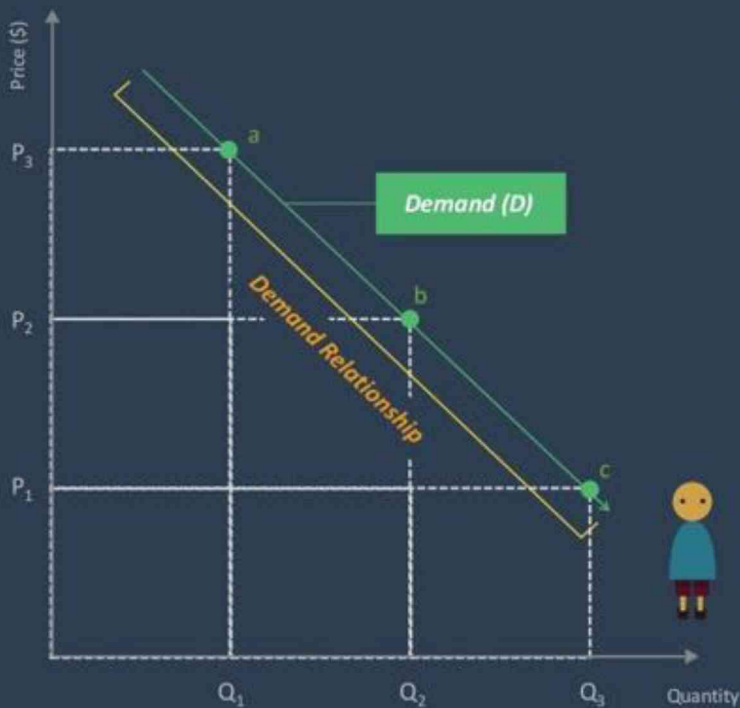 Price ($)
P₃
a
Demand (D)
P₂
b
Demand Relationship
P₁
c
Q₁
Q₂
Q₃
Quantity